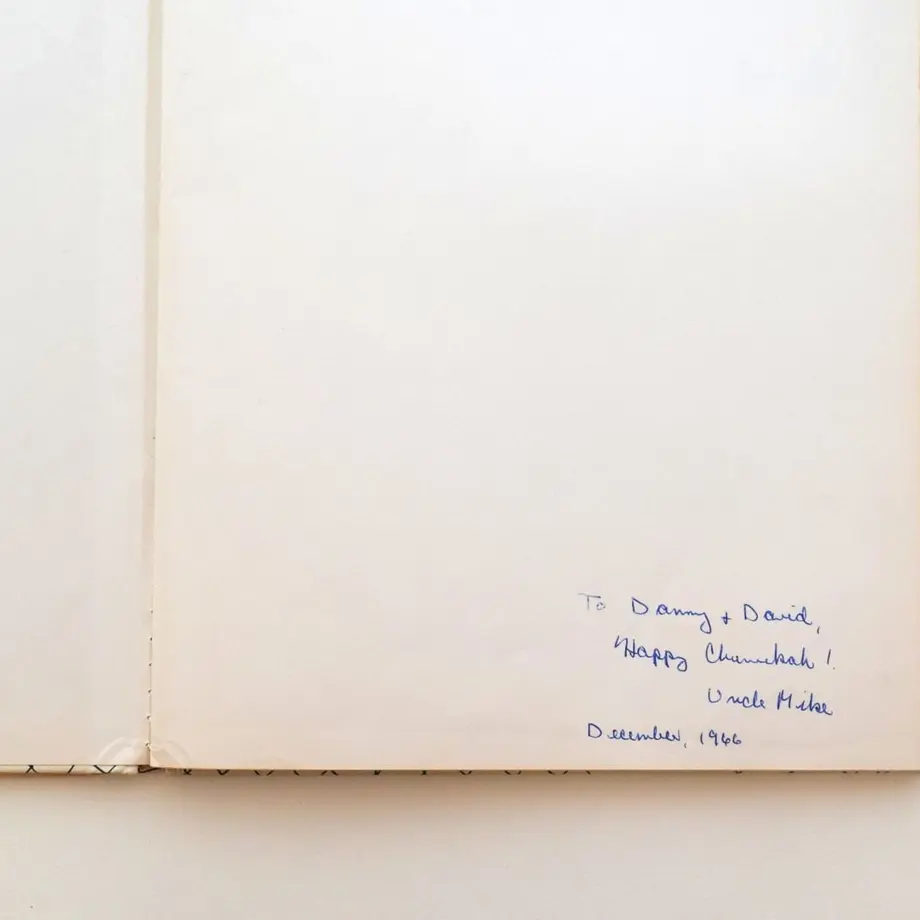 To Danny + David,
Happy Chanukah!
Uncle Mike
December, 1966